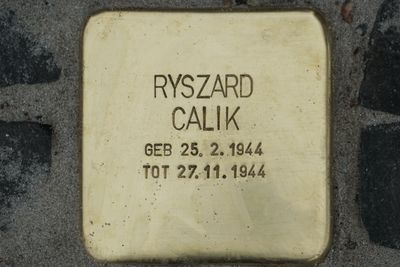 RYSZARD
CALIK
GEB 25. 2. 1944
TOT 27. 11. 1944